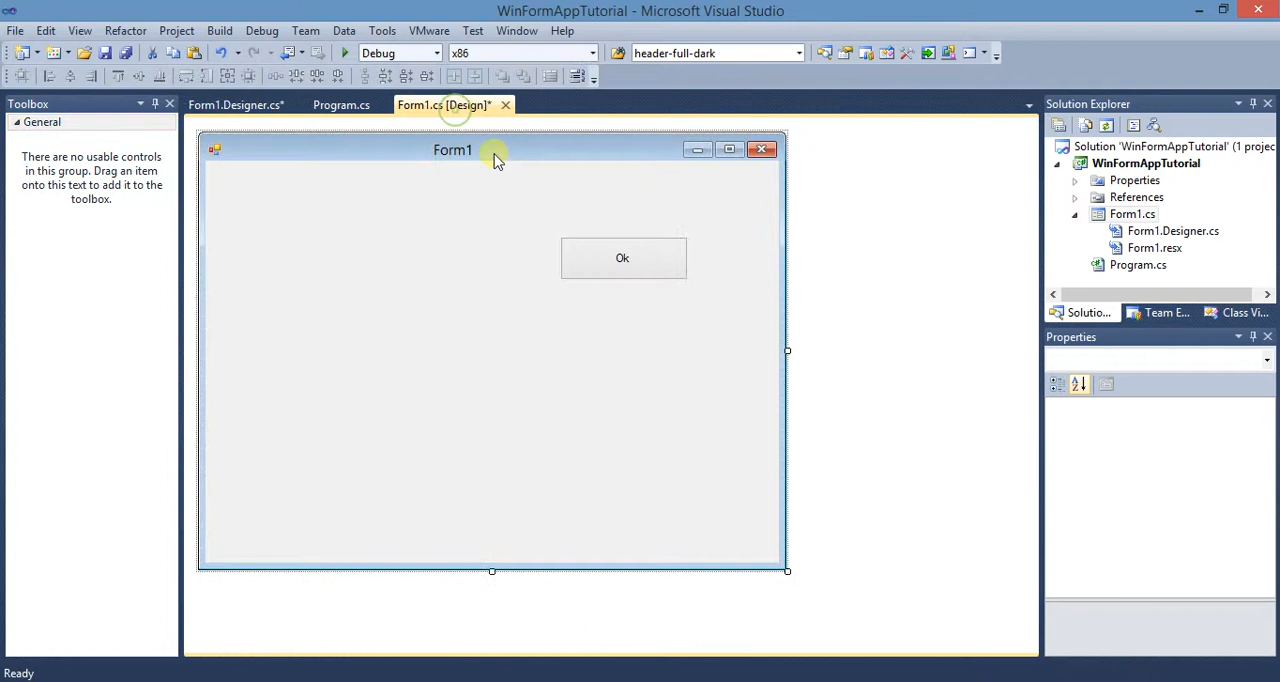 WinFormAppTutorial - Microsoft Visual Studio
File Edit View Refactor Project Build Debug Team Data Tools VMware Test Window Help
Debug x86 header-full-dark
Toolbox
General
There are no usable controls
in this group. Drag an item
onto this text to add it to the
toolbox.
Form1.Designer.cs* Program.cs Form1.cs [Design]*
Form1
Ok
Solution Explorer
Solution 'WinFormAppTutorial' (1 projec
WinFormAppTutorial
Properties
References
Form1.cs
Form1.Designer.cs
Form1.resx
Program.cs
Solutio... Team E... Class Vi...
Properties
Ready